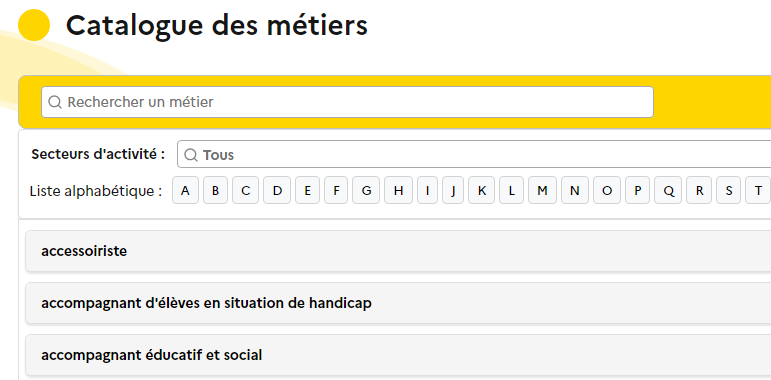 Catalogue des métiers
Rechercher un métier
Secteurs d'activité : Tous
Liste alphabétique : A B C D E F G H I J K L M N O P Q R S T
accessoiriste
accompagnant d'élèves en situation de handicap
accompagnant éducatif et social